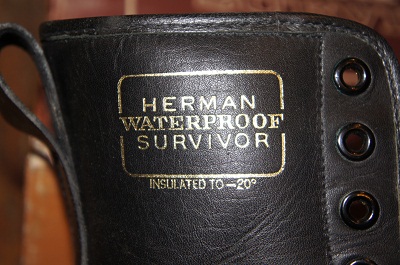 HERMAN
WATERPROOF
SURVIVOR
INSULATED TO —20°